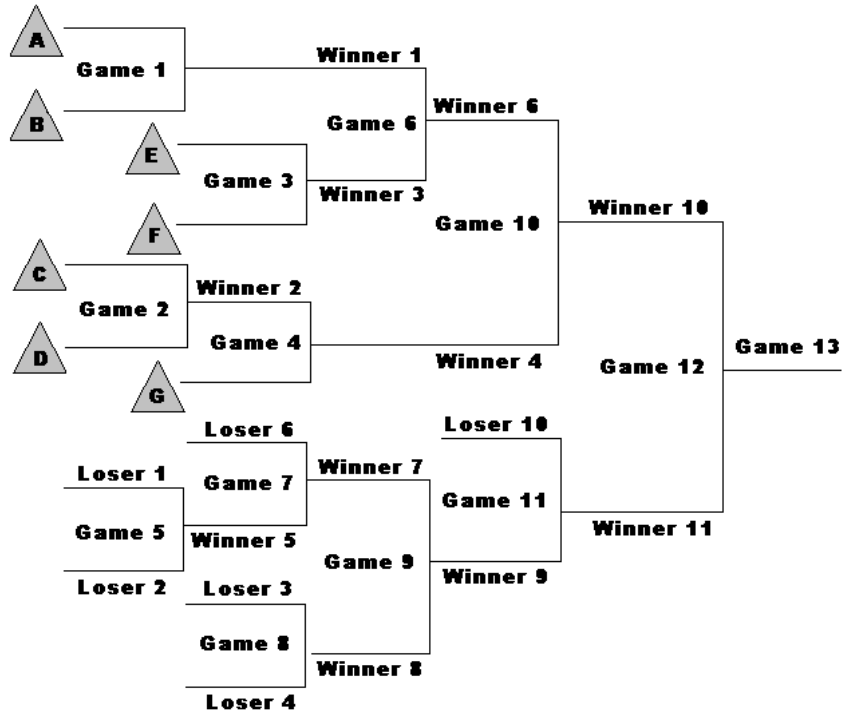 A
Game 1
Winner 1
B
Winner 6
Game 6
E
Game 3
Winner 3
F
Game 10
Winner 10
C
Winner 2
Game 2
Game 4
D
Winner 4
G
Game 12
Game 13
Loser 6
Loser 10
Loser 1
Game 7
Winner 7
Game 11
Game 5
Winner 5
Winner 11
Loser 2
Loser 3
Game 9
Winner 9
Game 8
Winner 8
Loser 4